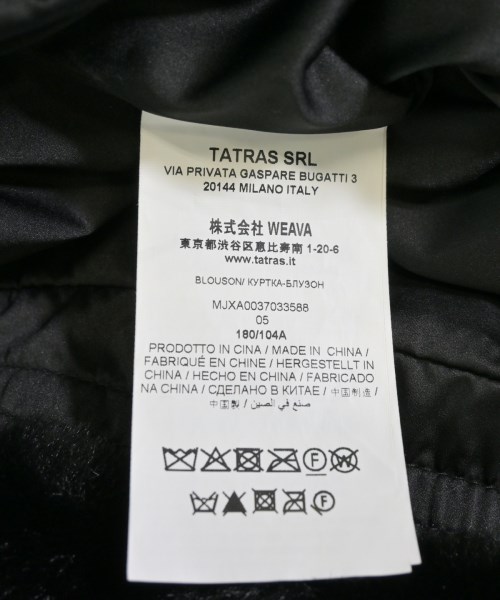 TATRAS SRL
VIA PRIVATA GASPARE BUGATTI 3
20144 MILANO ITALY
株式会社 WEAVA
東京都渋谷区恵比寿南 1-20-6
www.tatras.it
BLOUSON/ КУРТКА-БЛУЗОН
MJXA0037033588
05
180/104A
PRODOTTO IN CINA / MADE IN CHINA /
FABRIQUÉ EN CHINE / HERGESTELLT IN
CHINA / HECHO EN CHINA / FABRICADO
NA CHINA / СДЕЛАНО В КИТАЕ / 中国制造 /
中国製 / صنع في الصين
F W
F